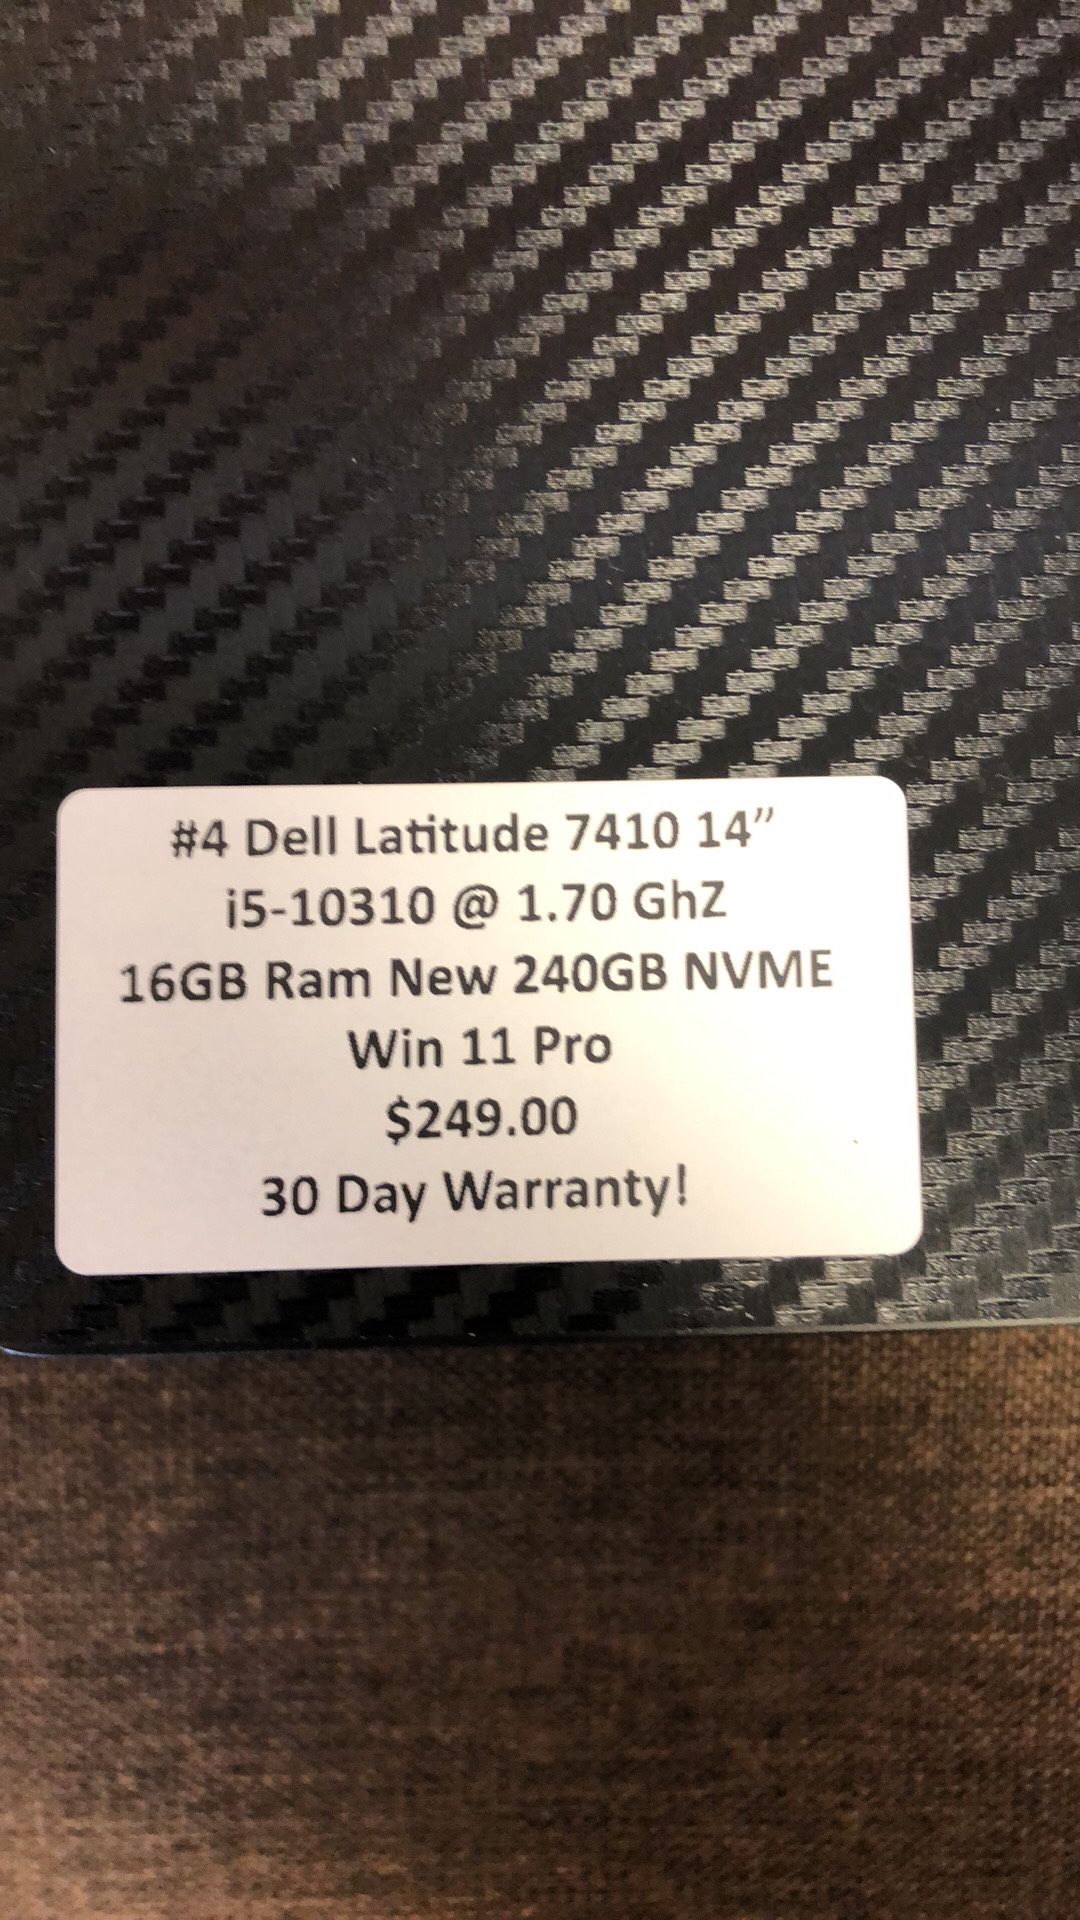 #4 Dell Latitude 7410 14”
i5-10310 @ 1.70 GhZ
16GB Ram New 240GB NVME
Win 11 Pro
$249.00
30 Day Warranty!